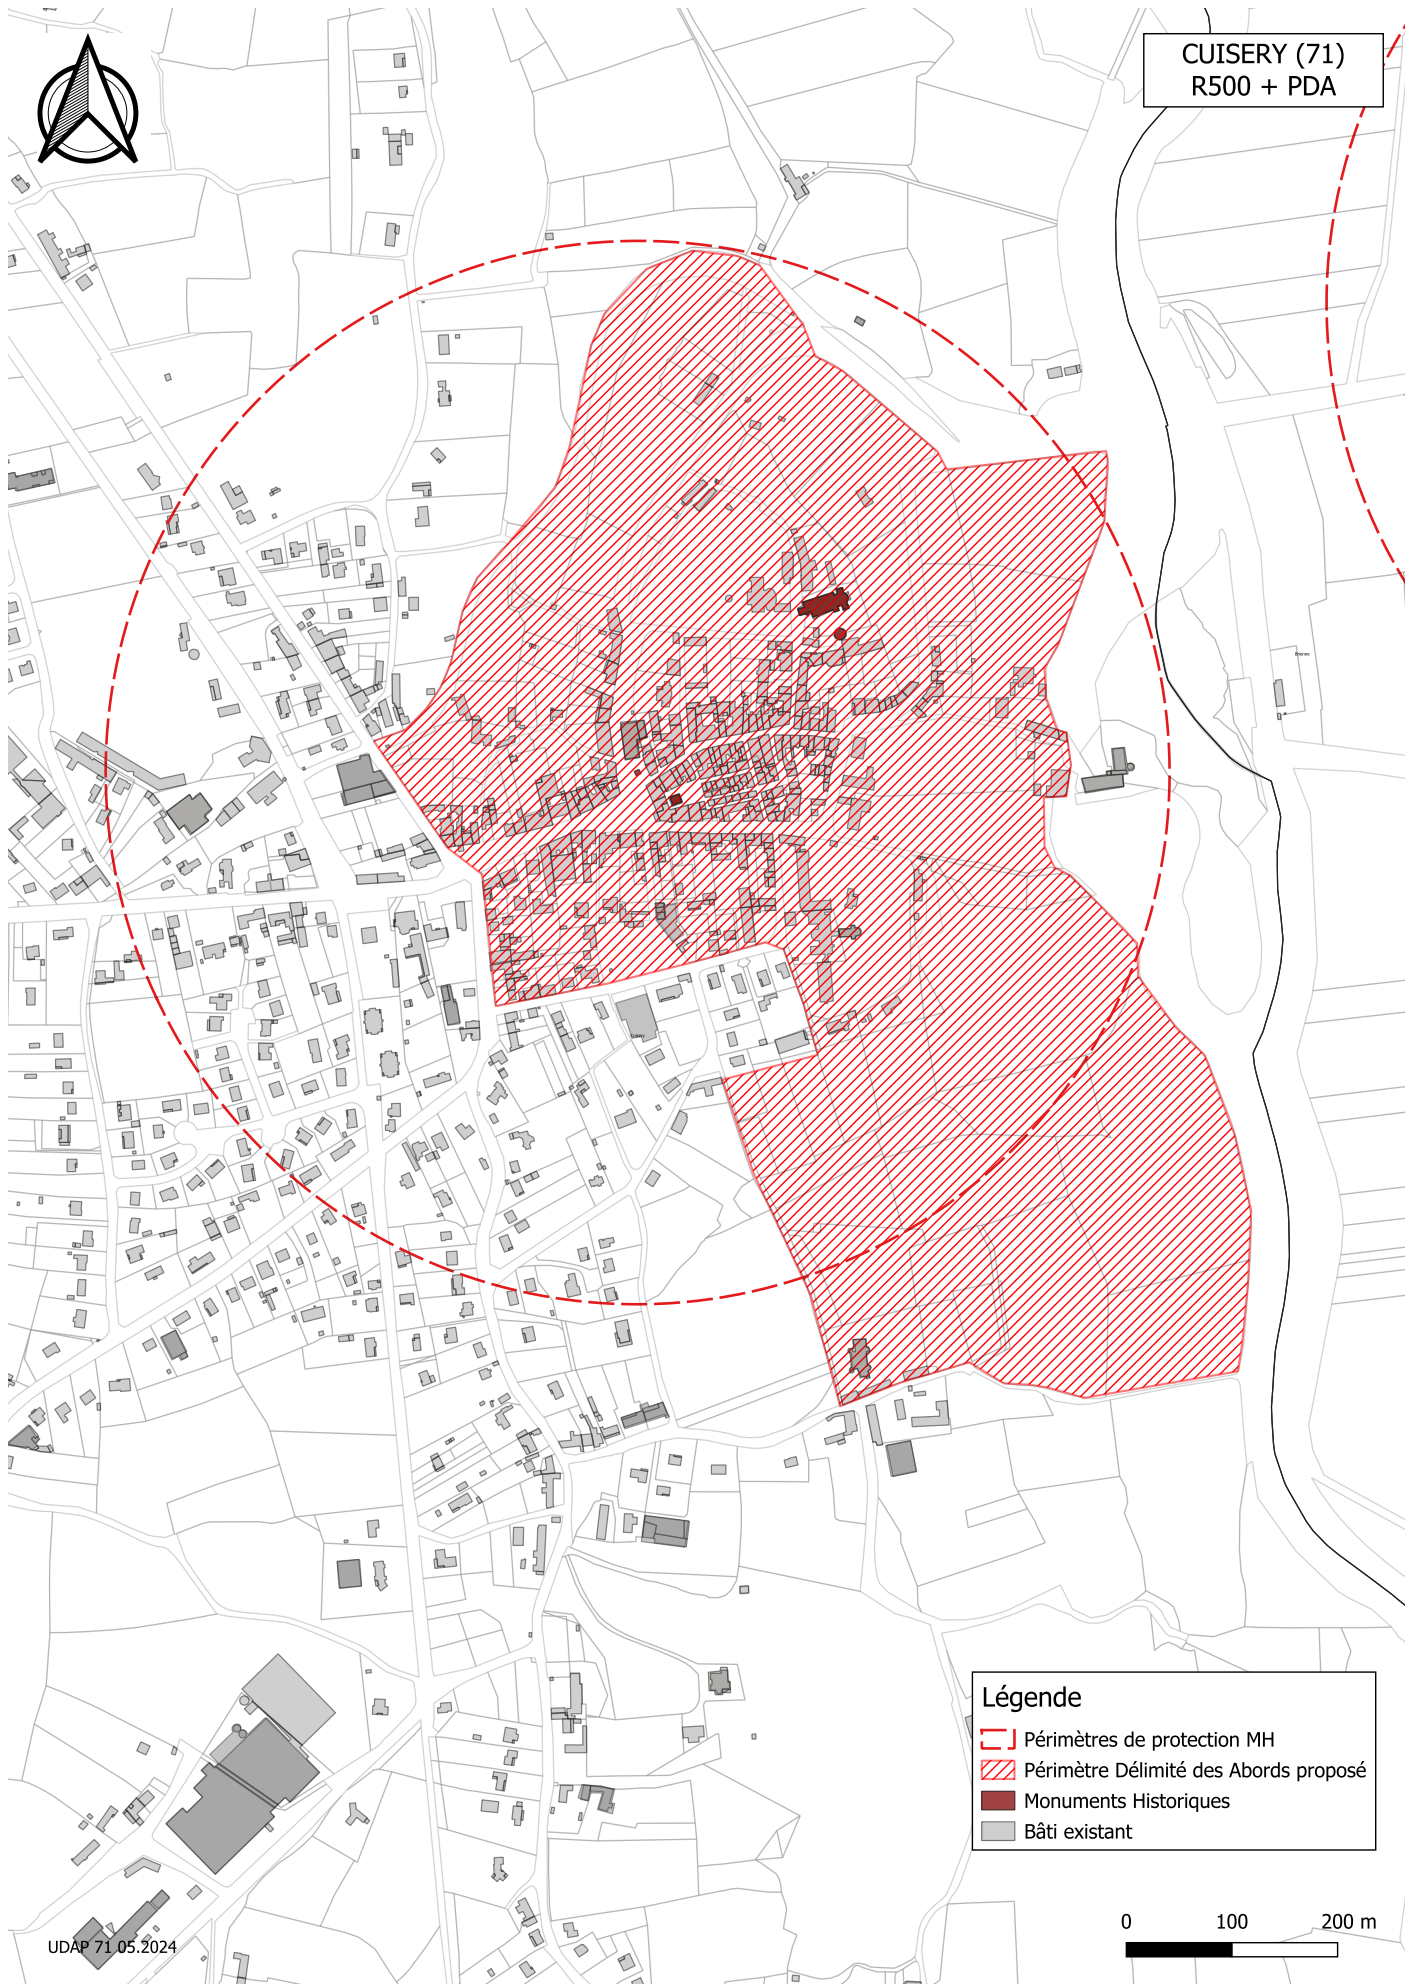 CUISERY (71)
R500 + PDA
Brienne
Légende
Périmètres de protection MH
Périmètre Délimité des Abords proposé
Monuments Historiques
Bâti existant
0 100 200 m
UDAP 71 05.2024